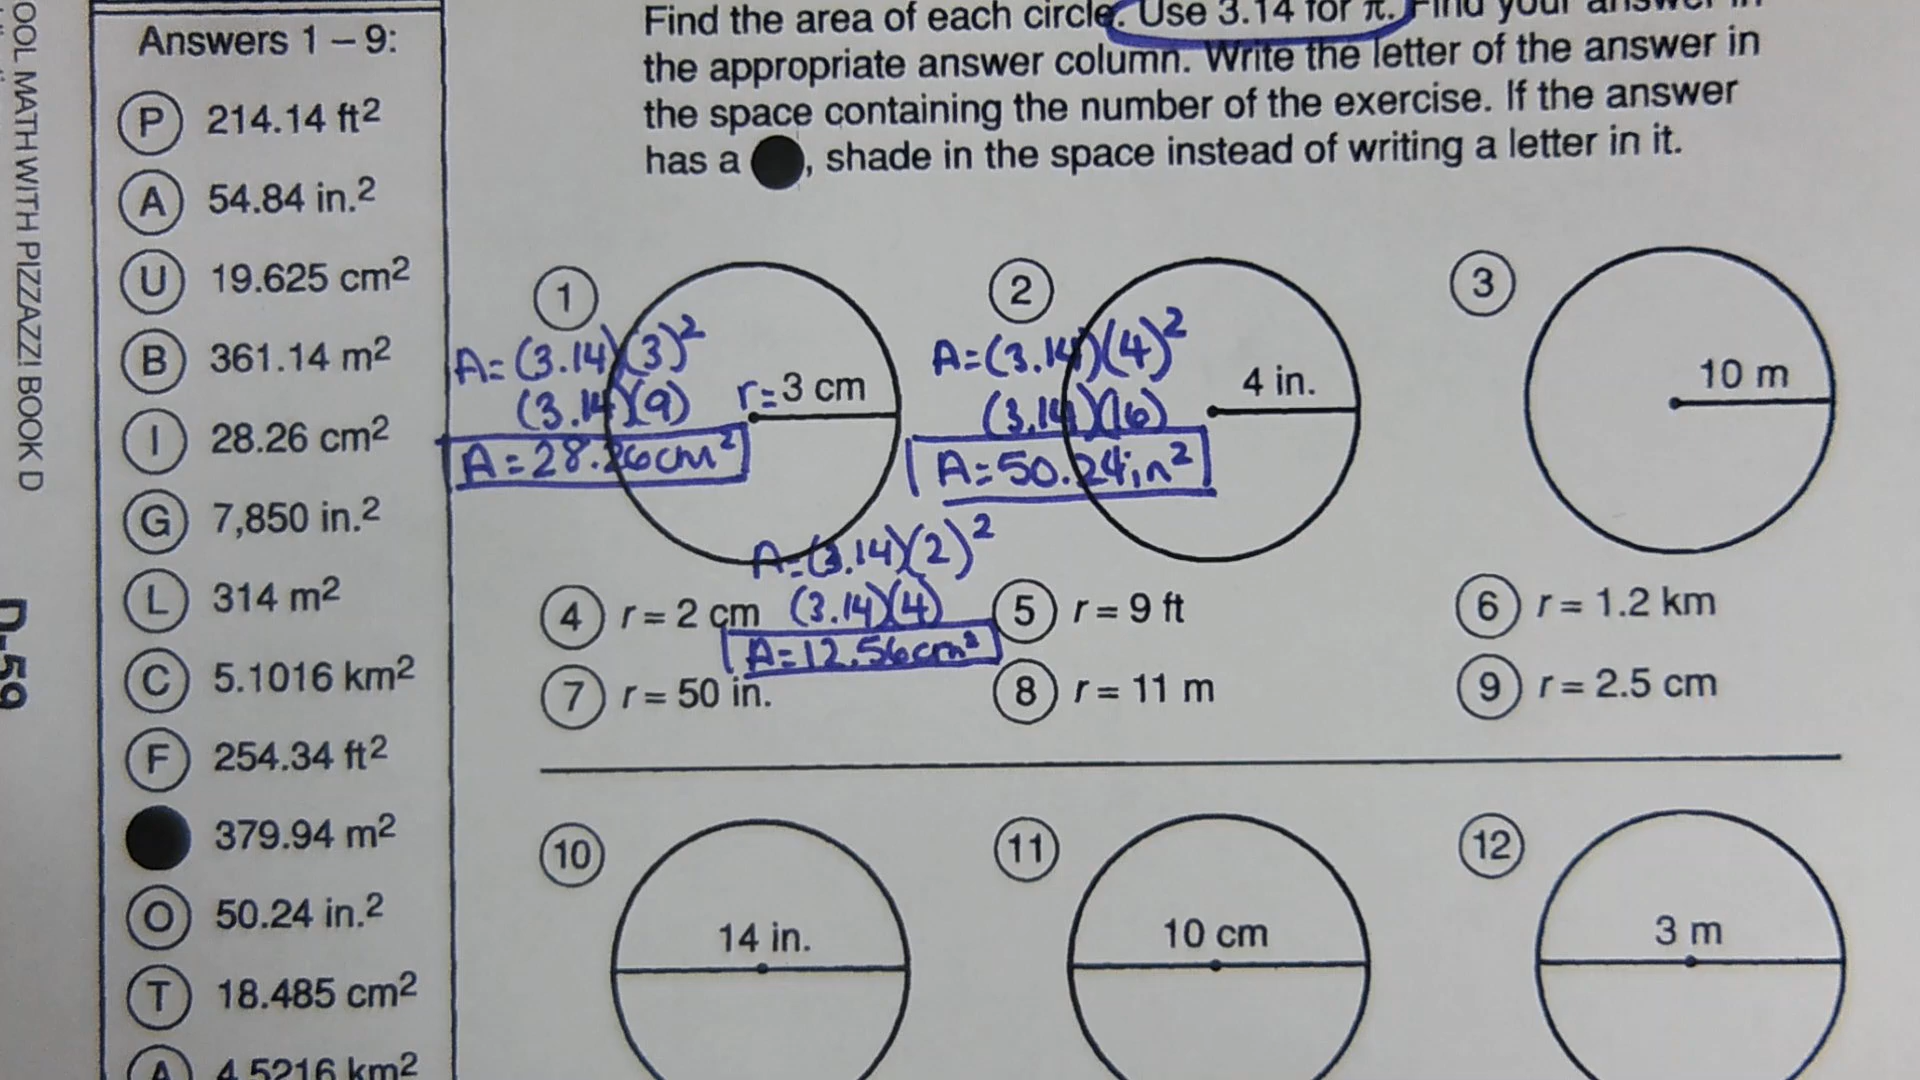 OOL MATH WITH PIZZAZZ! BOOK D
D-59
Answers 1 – 9:
P 214.14 ft²
A 54.84 in.²
U 19.625 cm²
B 361.14 m²
I 28.26 cm²
G 7,850 in.²
L 314 m²
C 5.1016 km²
F 254.34 ft²
379.94 m²
O 50.24 in.²
T 18.485 cm²
A 4.5216 km²
Find the area of each circle. Use 3.14 for π. Find your answer in
the appropriate answer column. Write the letter of the answer in
the space containing the number of the exercise. If the answer
has a , shade in the space instead of writing a letter in it.
1
A=(3.14)(3)²
(3.14)(9)
A=28.26cm²
r=3 cm
2
A=(3.14)(4)²
(3.14)(16)
A=50.24in²
4 in.
3
10 m
4 r = 2 cm
A=(3.14)(2)²
(3.14)(4)
A=12.56cm²
5 r = 9 ft
6 r = 1.2 km
7 r = 50 in.
8 r = 11 m
9 r = 2.5 cm
10
14 in.
11
10 cm
12
3 m